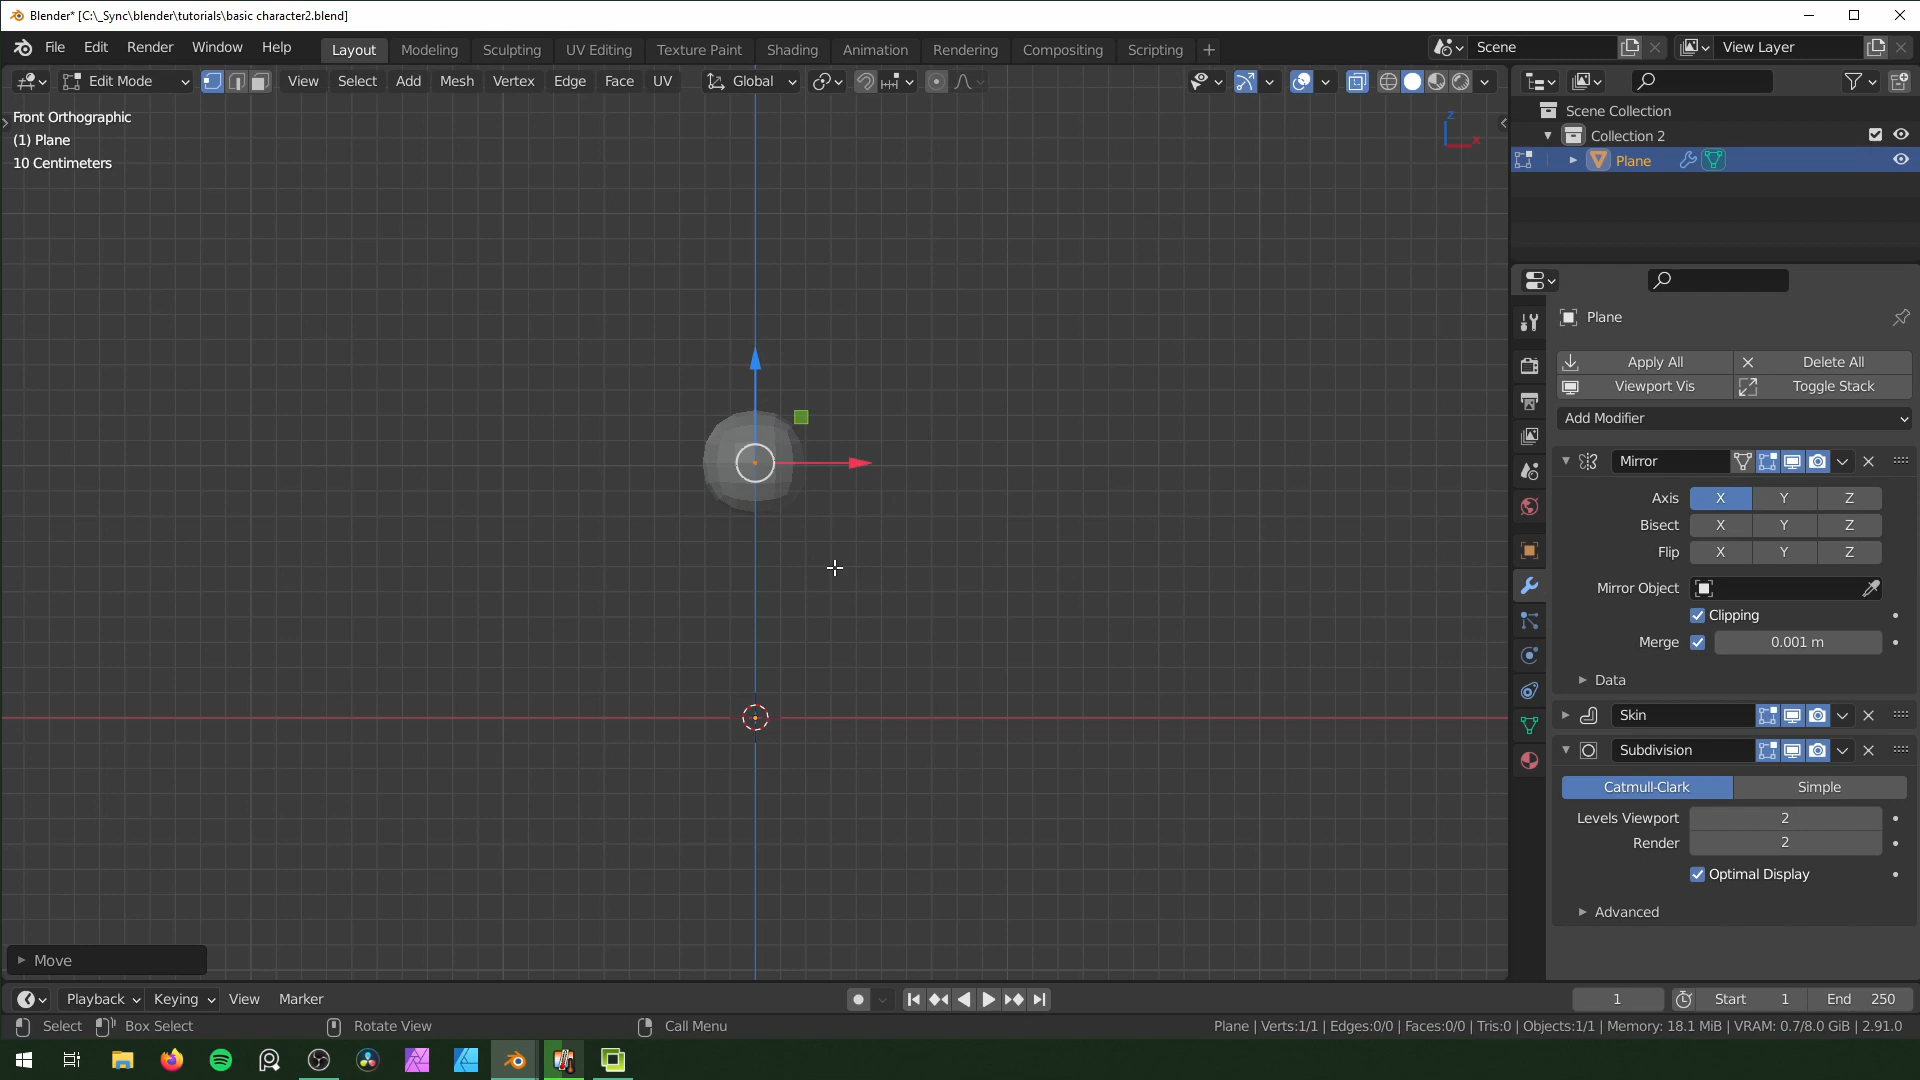 Blender* [C:\_Sync\blender\tutorials\basic character2.blend]
File Edit Render Window Help
Layout Modeling Sculpting UV Editing Texture Paint Shading Animation Rendering Compositing Scripting +
Scene
View Layer
Edit Mode View Select Add Mesh Vertex Edge Face UV
Global
Front Orthographic
(1) Plane
10 Centimeters
Z
X
Scene Collection
Collection 2
Plane
Plane
Apply All Delete All
Viewport Vis Toggle Stack
Add Modifier
Mirror
Axis X Y Z
Bisect X Y Z
Flip X Y Z
Mirror Object
Clipping
Merge 0.001 m
Data
Skin
Subdivision
Catmull-Clark Simple
Levels Viewport 2
Render 2
Optimal Display
Advanced
Move
Playback Keying View Marker
1 Start 1 End 250
Select Box Select Rotate View Call Menu
Plane | Verts:1/1 | Edges:0/0 | Faces:0/0 | Tris:0 | Objects:1/1 | Memory: 18.1 MiB | VRAM: 0.7/8.0 GiB | 2.91.0